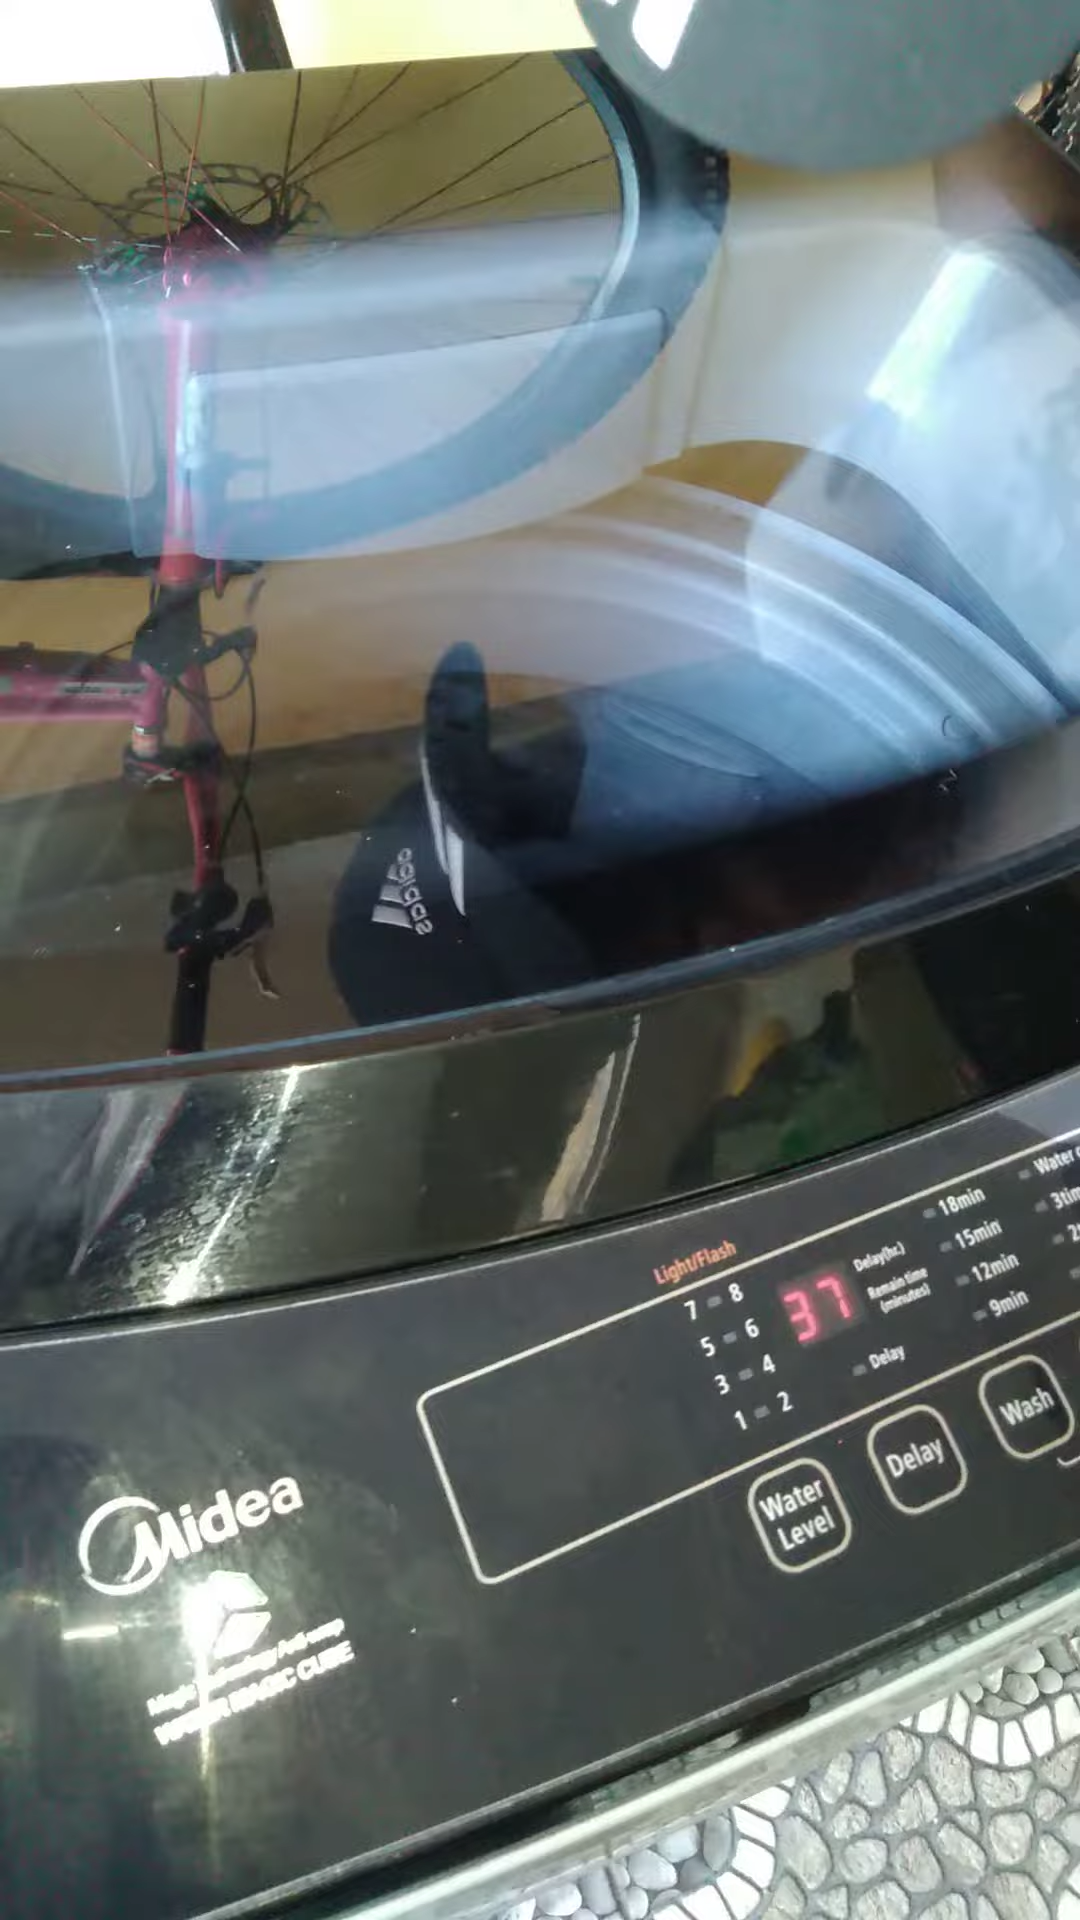 adidas
Light/Flash
7 8
5 6
3 4
1 2
37
Delay(hr.)
Remain time
(minutes)
Delay
18min
15min
12min
9min
Water
Water
Level
Delay
Wash
Midea
MAGIC CUBE